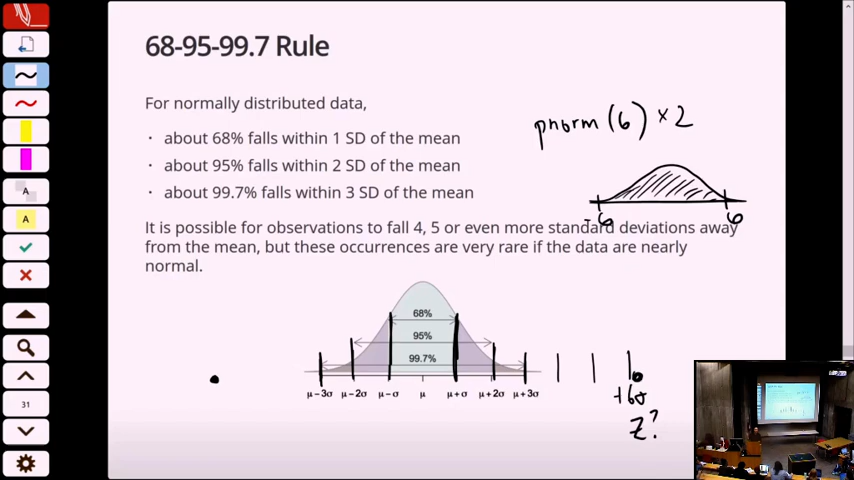 68-95-99.7 Rule
For normally distributed data,
pnorm (6) × 2
· about 68% falls within 1 SD of the mean
· about 95% falls within 2 SD of the mean
· about 99.7% falls within 3 SD of the mean
-6 6
It is possible for observations to fall 4, 5 or even more standard deviations away
from the mean, but these occurrences are very rare if the data are nearly
normal.
68%
95%
99.7%
μ−3σ μ−2σ μ−σ μ μ+σ μ+2σ μ+3σ +6σ
Z?
A
A
31